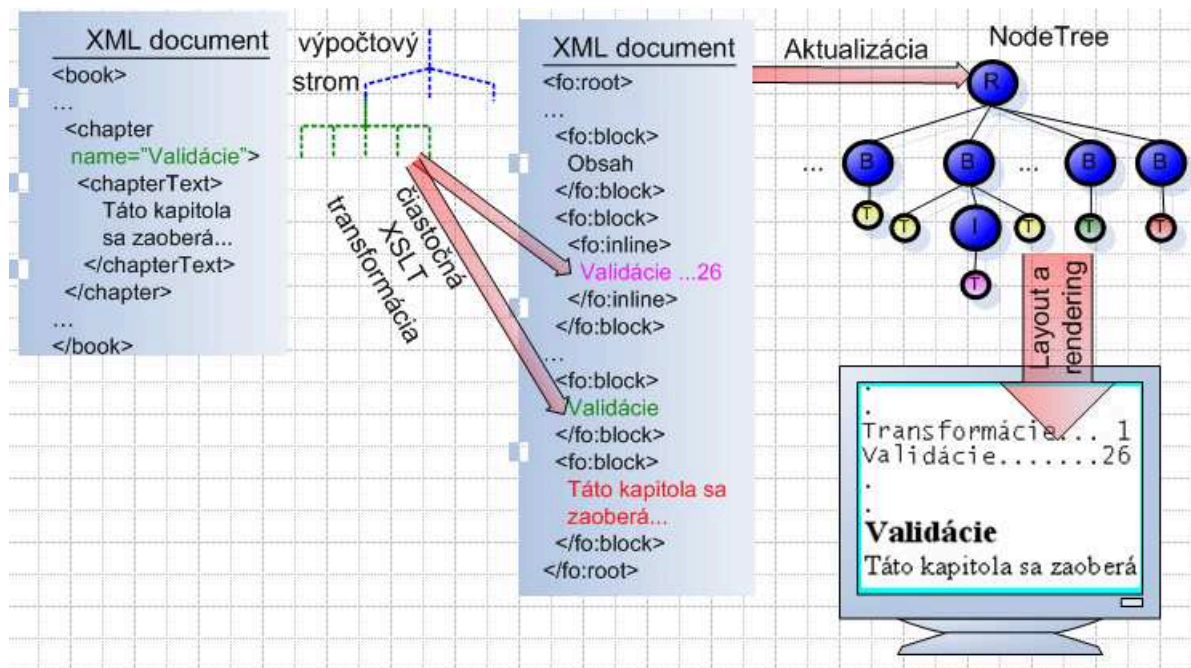 XML document
<book>
...
<chapter
name="Validácie">
<chapterText>
Táto kapitola
sa zaoberá...
</chapterText>
</chapter>
...
</book>
výpočtový
strom
čiastočná
XSLT
transformácia
XML document
<fo:root>
...
<fo:block>
Obsah
</fo:block>
<fo:block>
<fo:inline>
Validácie ...26
</fo:inline>
</fo:block>
...
<fo:block>
Validácie
</fo:block>
<fo:block>
Táto kapitola sa
zaoberá...
</fo:block>
</fo:root>
Aktualizácia
NodeTree
R
... B B ... B B
T T I T T T
T
Layout a
rendering
.
.
Transformácie... 1
Validácie.......26
.
.
Validácie
Táto kapitola sa zaoberá